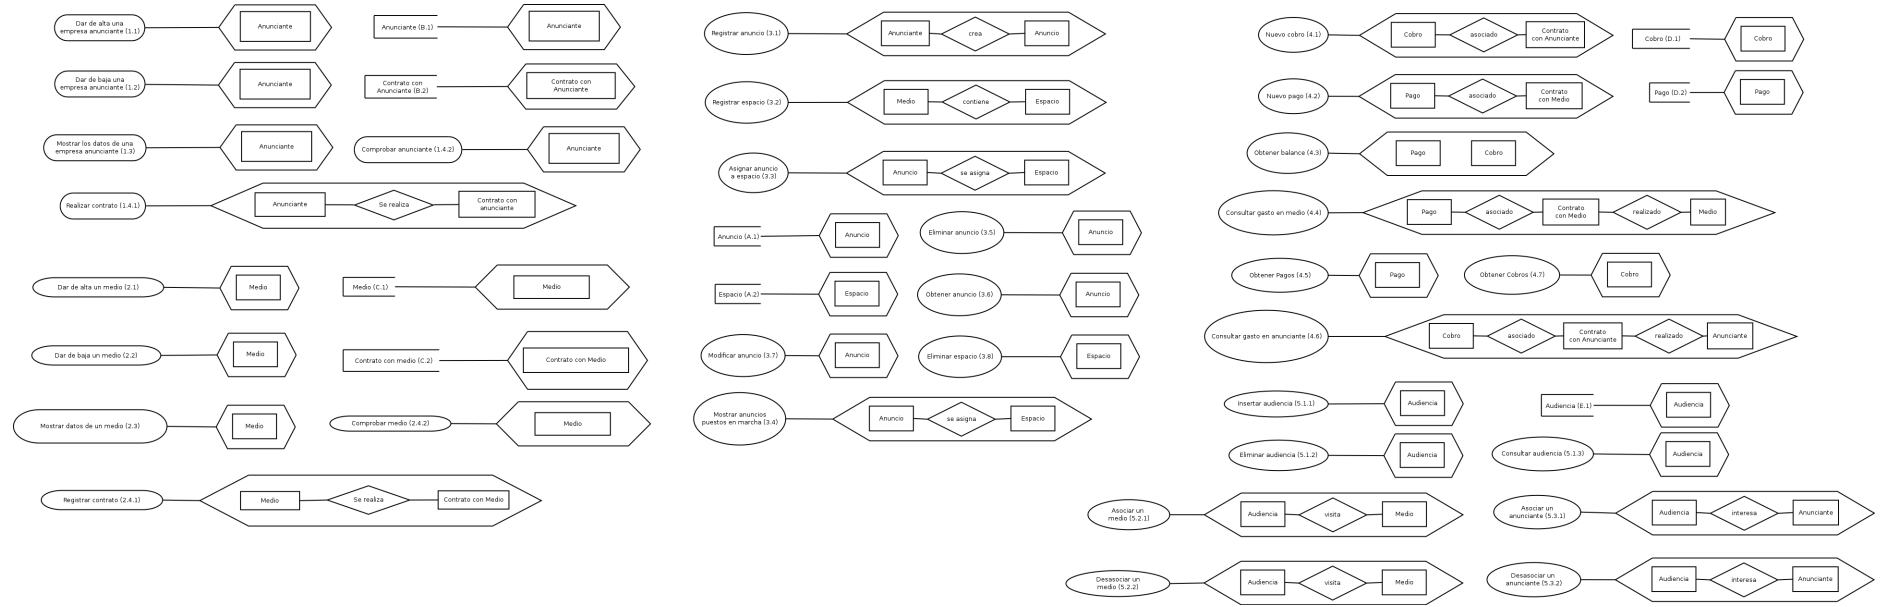 Dar de alta una
empresa anunciante (1.1)
Anunciante
Anunciante (B.1)
Anunciante
Dar de baja una
empresa anunciante (1.2)
Anunciante
Contrato con
Anunciante (B.2)
Contrato con
Anunciante
Mostrar los datos de una
empresa anunciante (1.3)
Anunciante
Comprobar anunciante (1.4.2)
Anunciante
Realizar contrato (1.4.1)
Anunciante
Se realiza
Contrato con
anunciante
Dar de alta un medio (2.1)
Medio
Medio (C.1)
Medio
Dar de baja un medio (2.2)
Medio
Contrato con medio (C.2)
Contrato con Medio
Mostrar datos de un medio (2.3)
Medio
Comprobar medio (2.4.2)
Medio
Registrar contrato (2.4.1)
Medio
Se realiza
Contrato con Medio
Registrar anuncio (3.1)
Anunciante
crea
Anuncio
Registrar espacio (3.2)
Medio
contiene
Espacio
Asignar anuncio
a espacio (3.3)
Anuncio
se asigna
Espacio
Anuncio (A.1)
Anuncio
Eliminar anuncio (3.5)
Anuncio
Espacio (A.2)
Espacio
Obtener anuncio (3.6)
Anuncio
Modificar anuncio (3.7)
Anuncio
Eliminar espacio (3.8)
Espacio
Mostrar anuncios
puestos en marcha (3.4)
Anuncio
se asigna
Espacio
Nuevo cobro (4.1)
Cobro
asociado
Contrato
con Anunciante
Cobro (D.1)
Cobro
Nuevo pago (4.2)
Pago
asociado
Contrato
con Medio
Pago (D.2)
Pago
Obtener balance (4.3)
Pago
Cobro
Consultar gasto en medio (4.4)
Pago
asociado
Contrato
con Medio
realizado
Medio
Obtener Pagos (4.5)
Pago
Obtener Cobros (4.7)
Cobro
Consultar gasto en anunciante (4.6)
Cobro
asociado
Contrato
con Anunciante
realizado
Anunciante
Insertar audiencia (5.1.1)
Audiencia
Audiencia (E.1)
Audiencia
Eliminar audiencia (5.1.2)
Audiencia
Consultar audiencia (5.1.3)
Audiencia
Asociar un
medio (5.2.1)
Audiencia
visita
Medio
Asociar un
anunciante (5.3.1)
Audiencia
interesa
Anunciante
Desasociar un
medio (5.2.2)
Audiencia
visita
Medio
Desasociar un
anunciante (5.3.2)
Audiencia
interesa
Anunciante